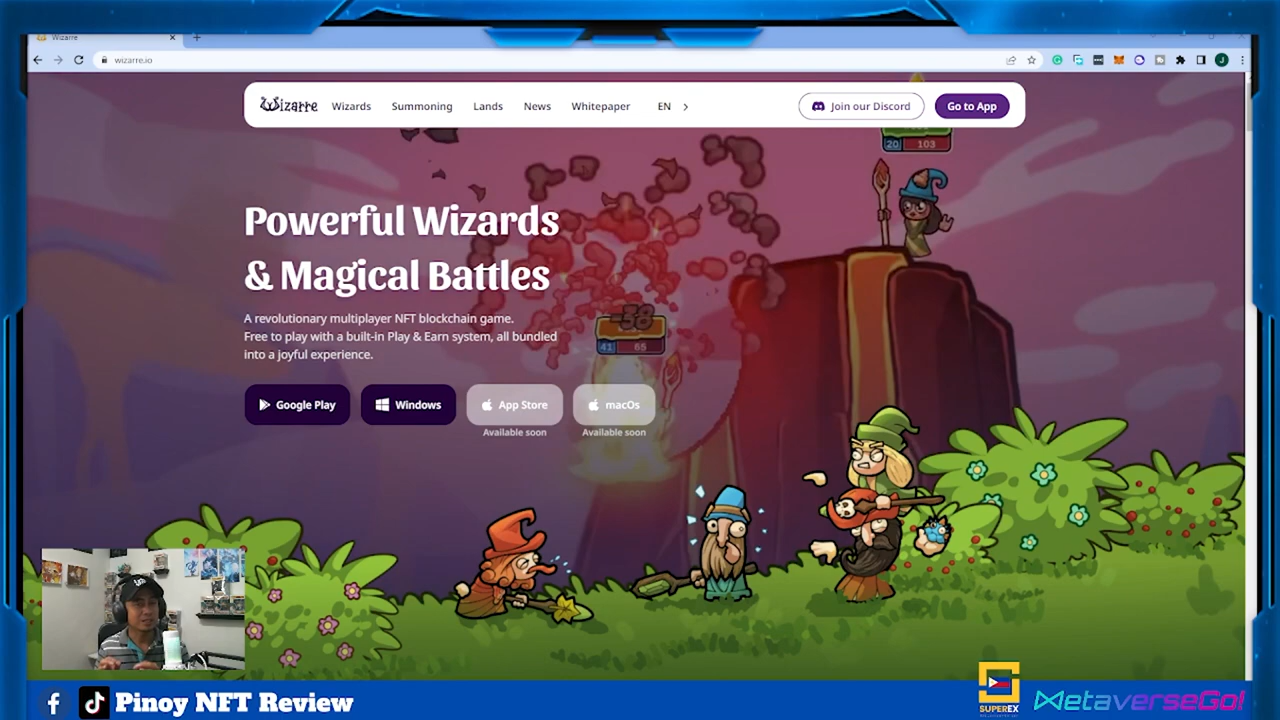 Wizarre
wizarre.io
J
Wizarre
Wizards
Summoning
Lands
News
Whitepaper
EN
Join our Discord
Go to App
20 103
Powerful Wizards
& Magical Battles
-38
41 65
A revolutionary multiplayer NFT blockchain game.
Free to play with a built-in Play & Earn system, all bundled
into a joyful experience.
Google Play
Windows
App Store
macOs
Available soon
Available soon
Pinoy NFT Review
SUPEREX
MetaverseGo!